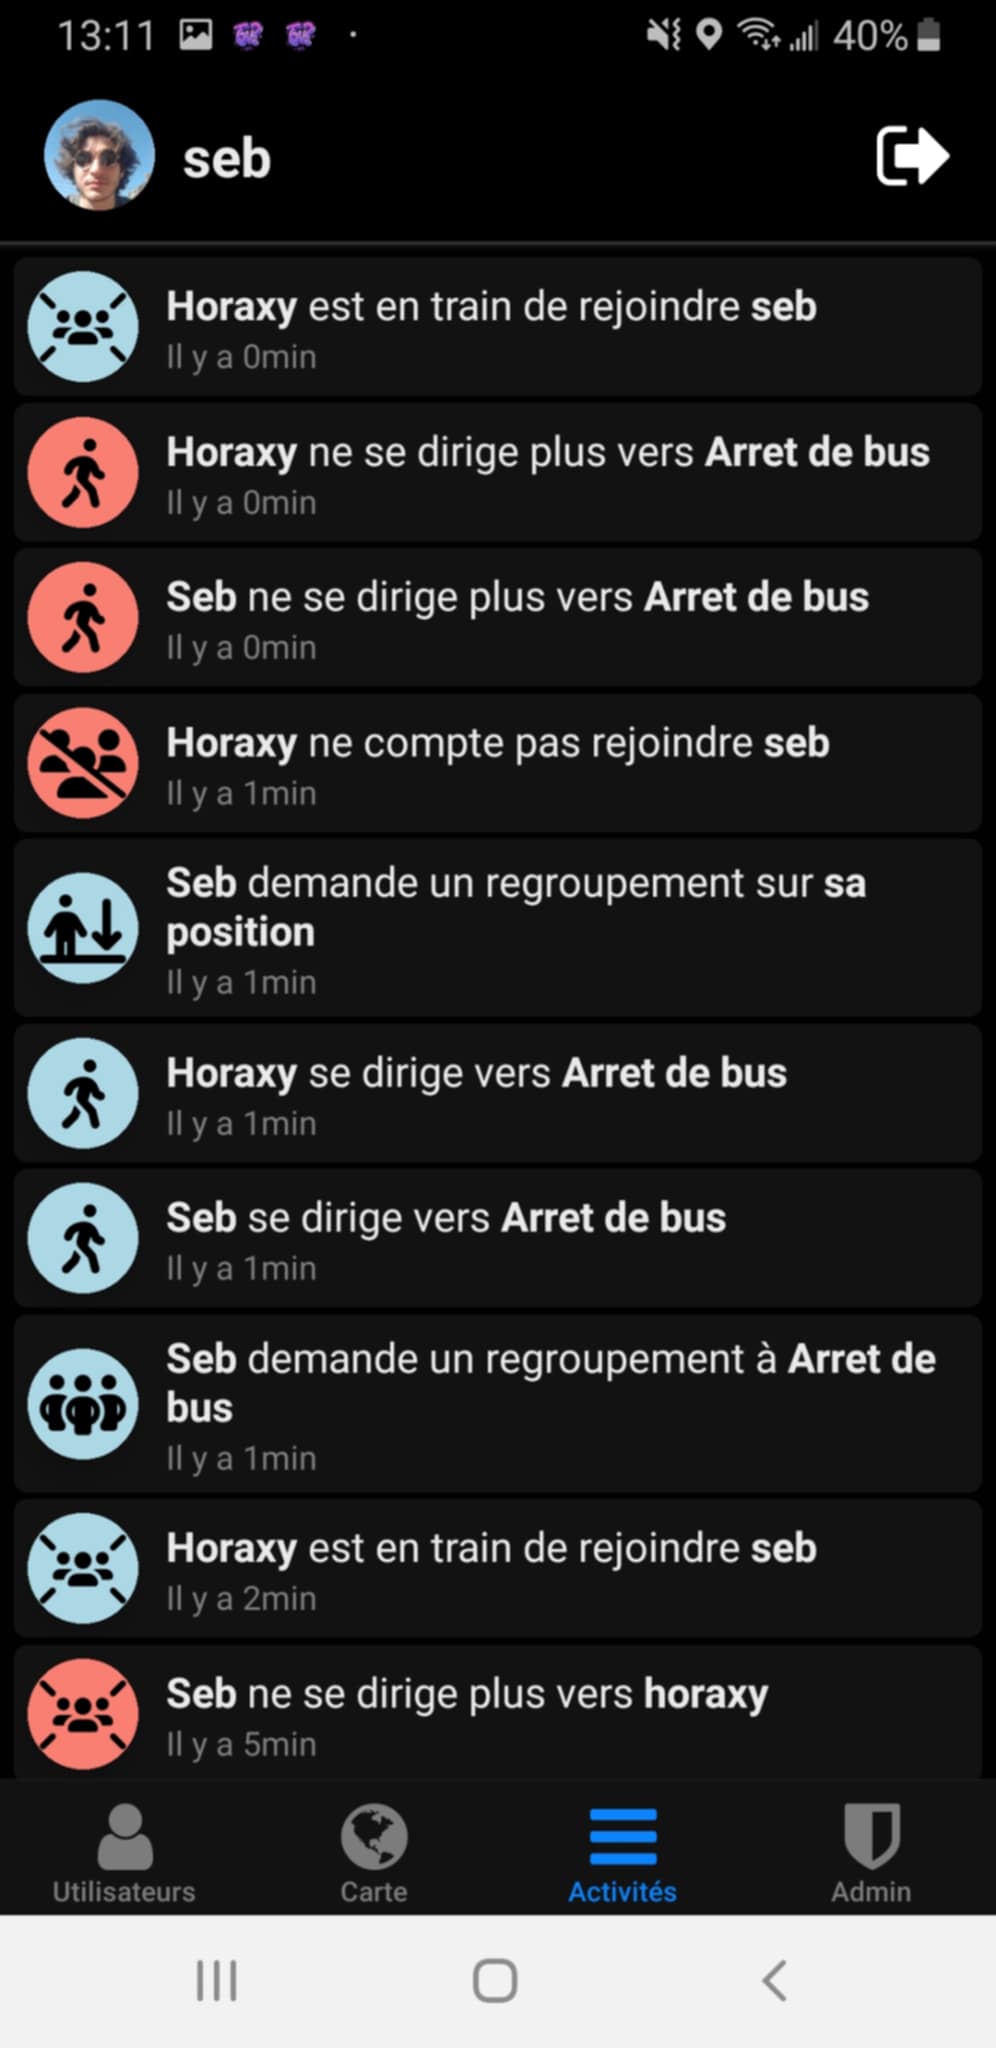 13:11
40%
seb
Horaxy est en train de rejoindre seb
Il y a 0min
Horaxy ne se dirige plus vers Arret de bus
Il y a 0min
Seb ne se dirige plus vers Arret de bus
Il y a 0min
Horaxy ne compte pas rejoindre seb
Il y a 1min
Seb demande un regroupement sur sa
position
Il y a 1min
Horaxy se dirige vers Arret de bus
Il y a 1min
Seb se dirige vers Arret de bus
Il y a 1min
Seb demande un regroupement à Arret de
bus
Il y a 1min
Horaxy est en train de rejoindre seb
Il y a 2min
Seb ne se dirige plus vers horaxy
Il y a 5min
Utilisateurs
Carte
Activités
Admin